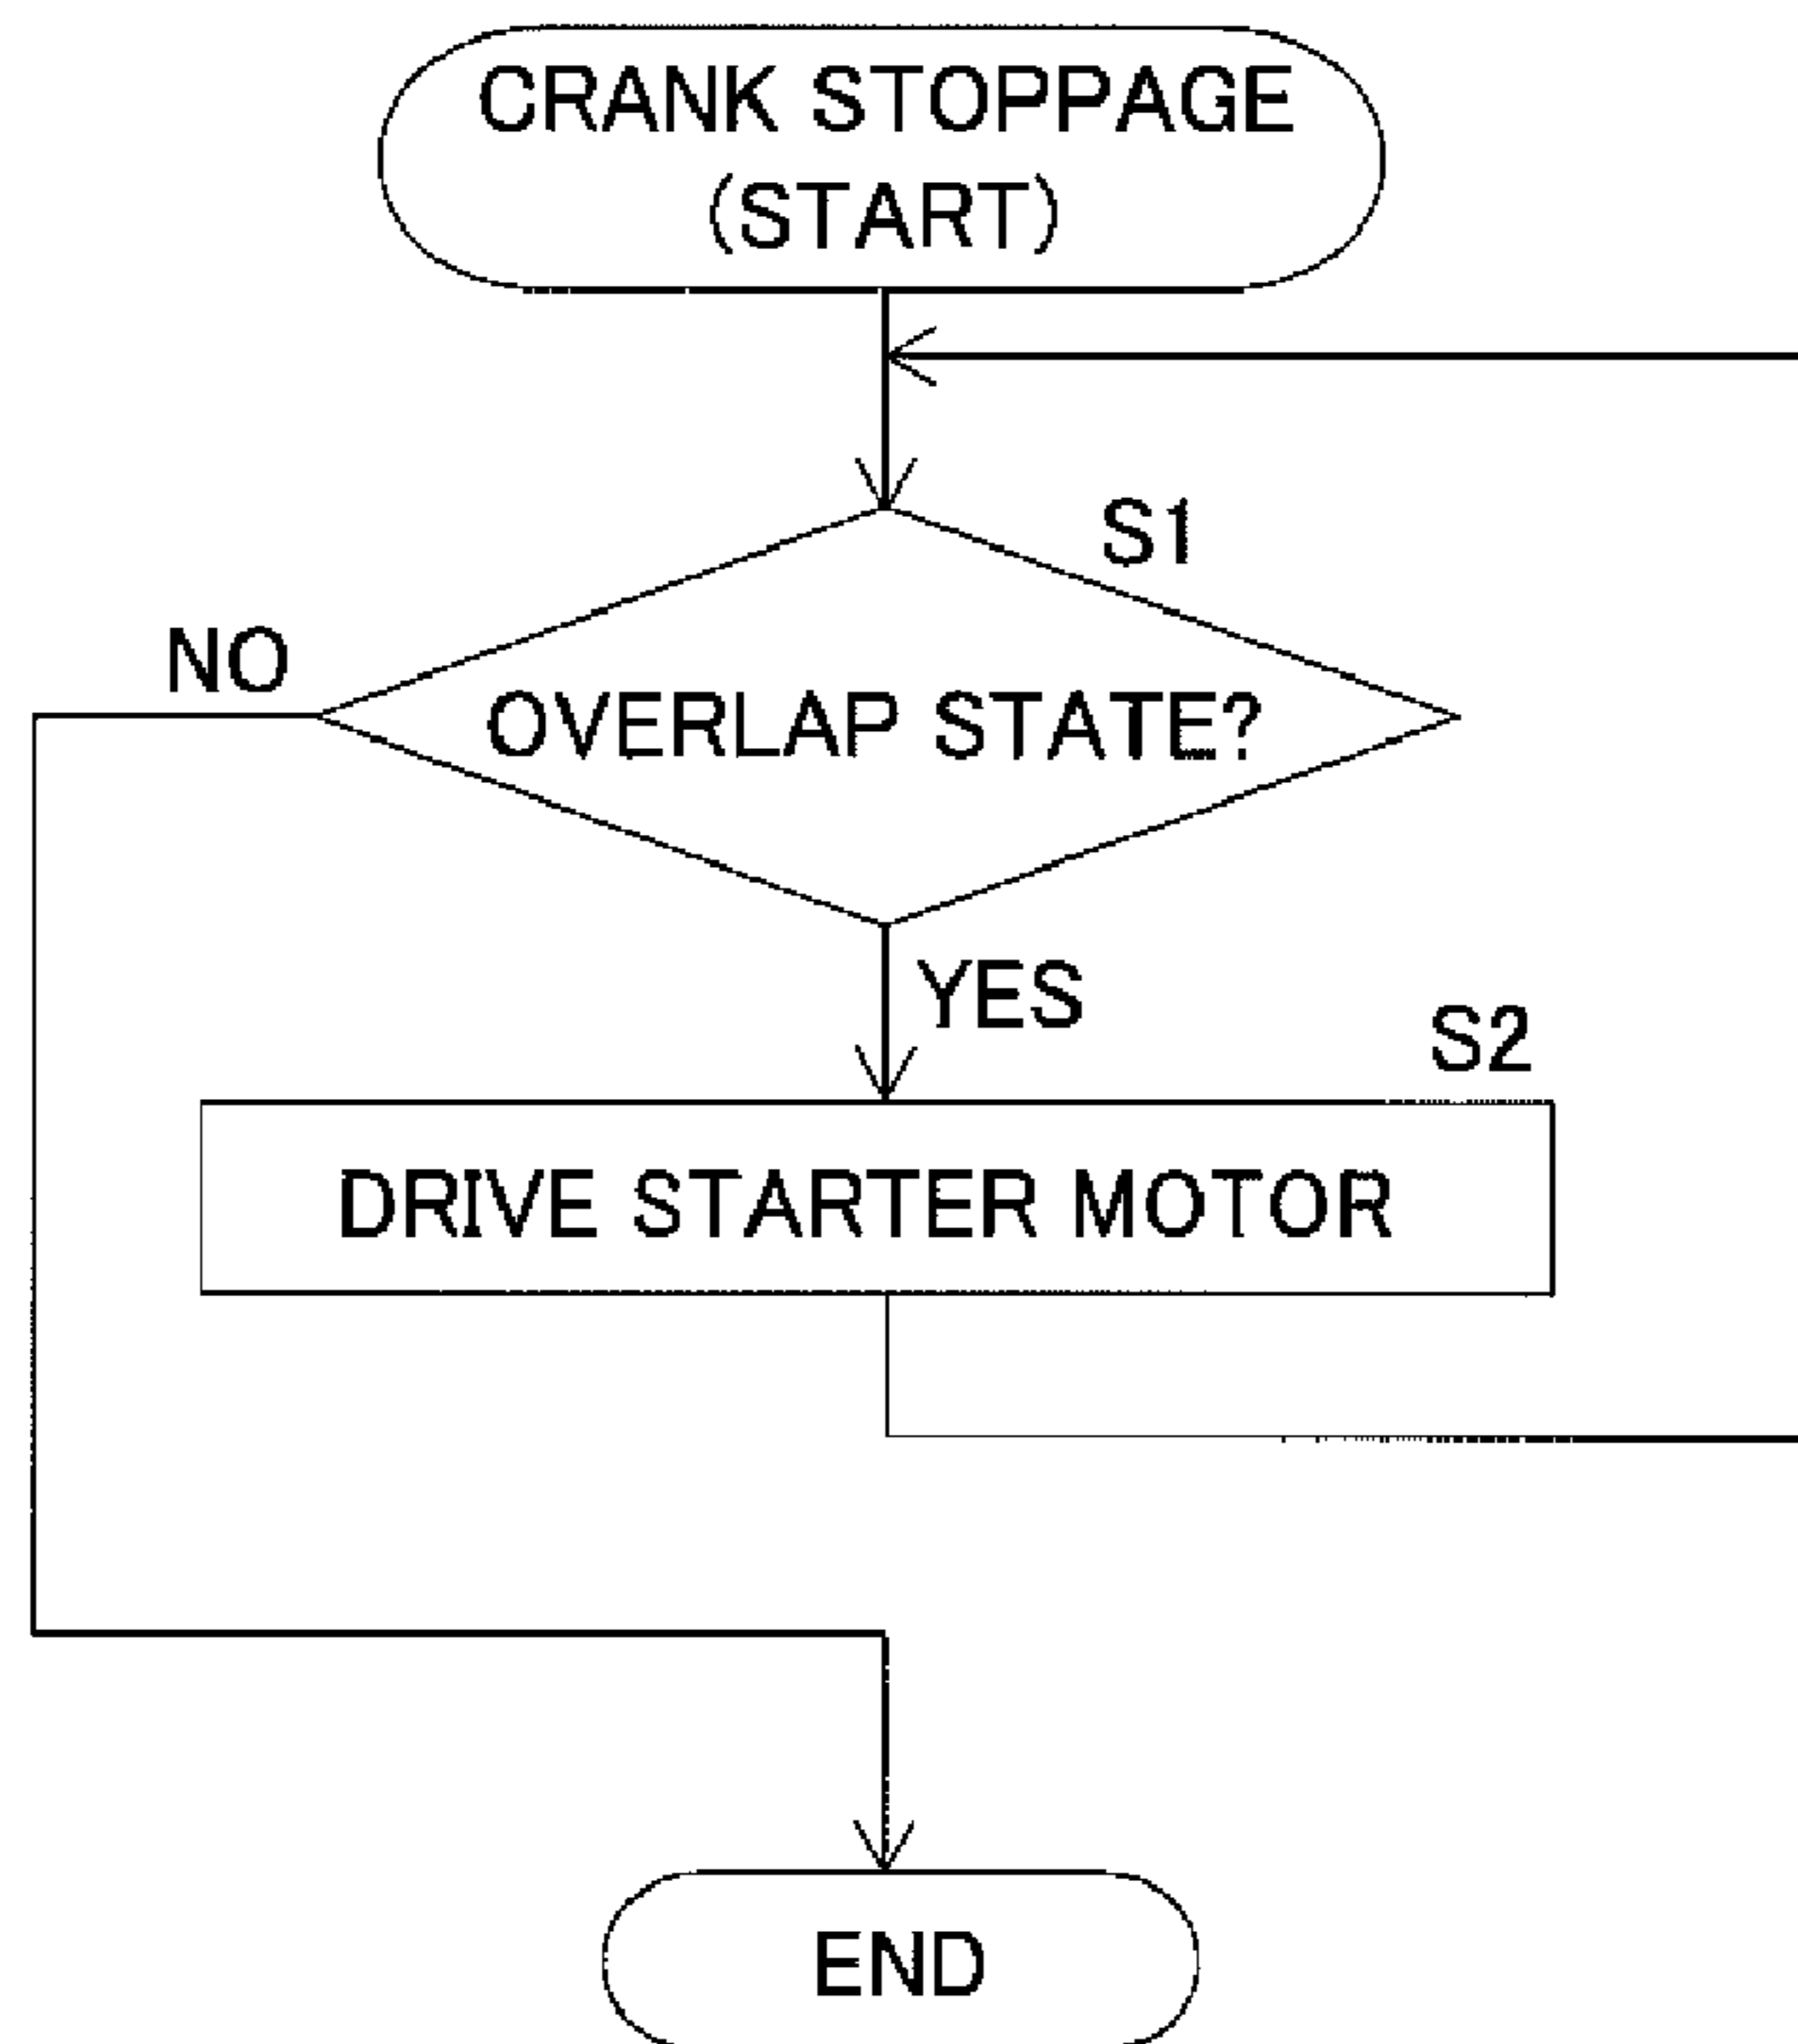 CRANK STOPPAGE
(START)
S1
NO
OVERLAP STATE?
YES
S2
DRIVE STARTER MOTOR
END